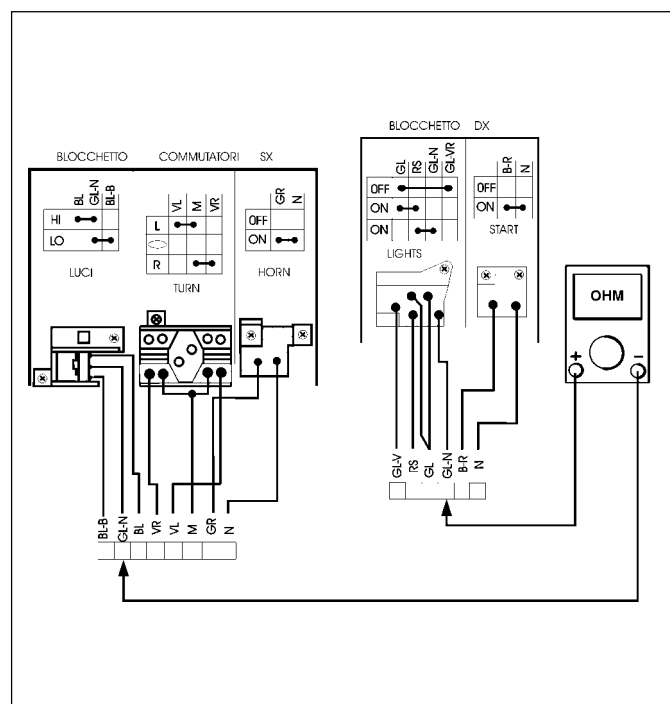 BLOCCHETTO COMMUTATORI SX
BL GL-N BL-B
HI
LO
LUCI
VL M VR
L
R
TURN
GR N
OFF
ON
HORN
BLOCCHETTO DX
GL RS GL-N GL-VR
OFF
ON
ON
LIGHTS
B-R N
OFF
ON
START
OHM
+ −
GL-V RS GL GL-N B-R N
BL-B GL-N BL VR VL M GR N